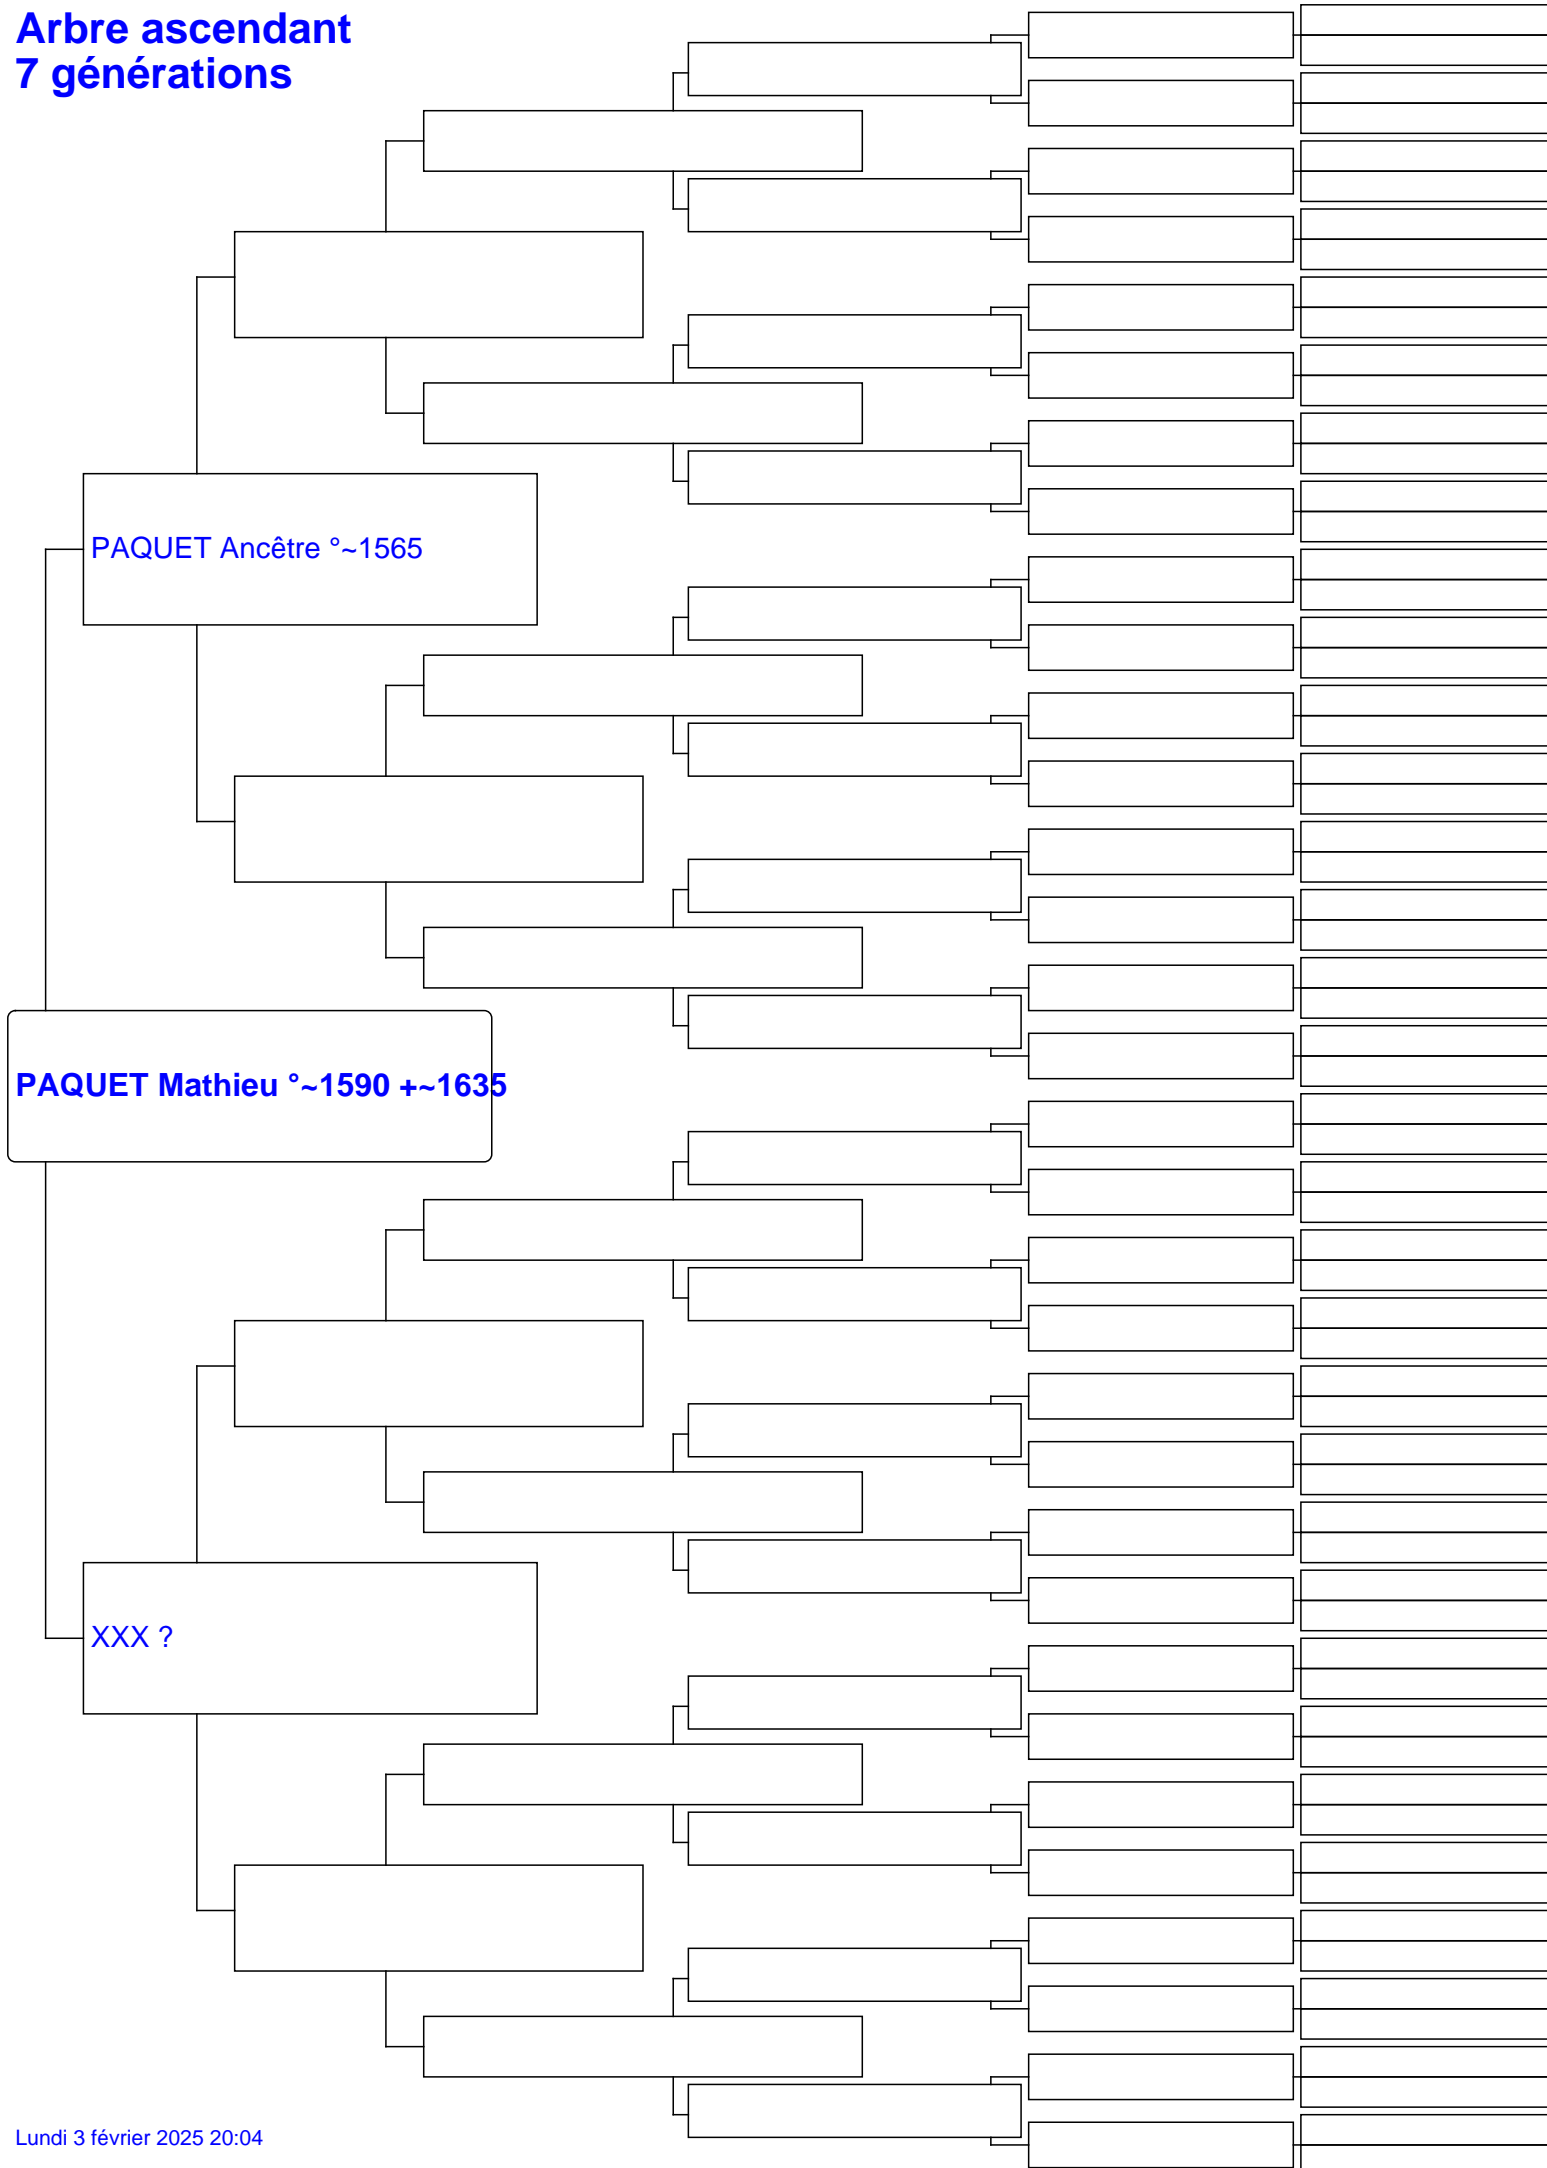 Arbre ascendant
7 générations
PAQUET Ancêtre °~1565
PAQUET Mathieu °~1590 +~1635
XXX ?
Lundi 3 février 2025 20:04